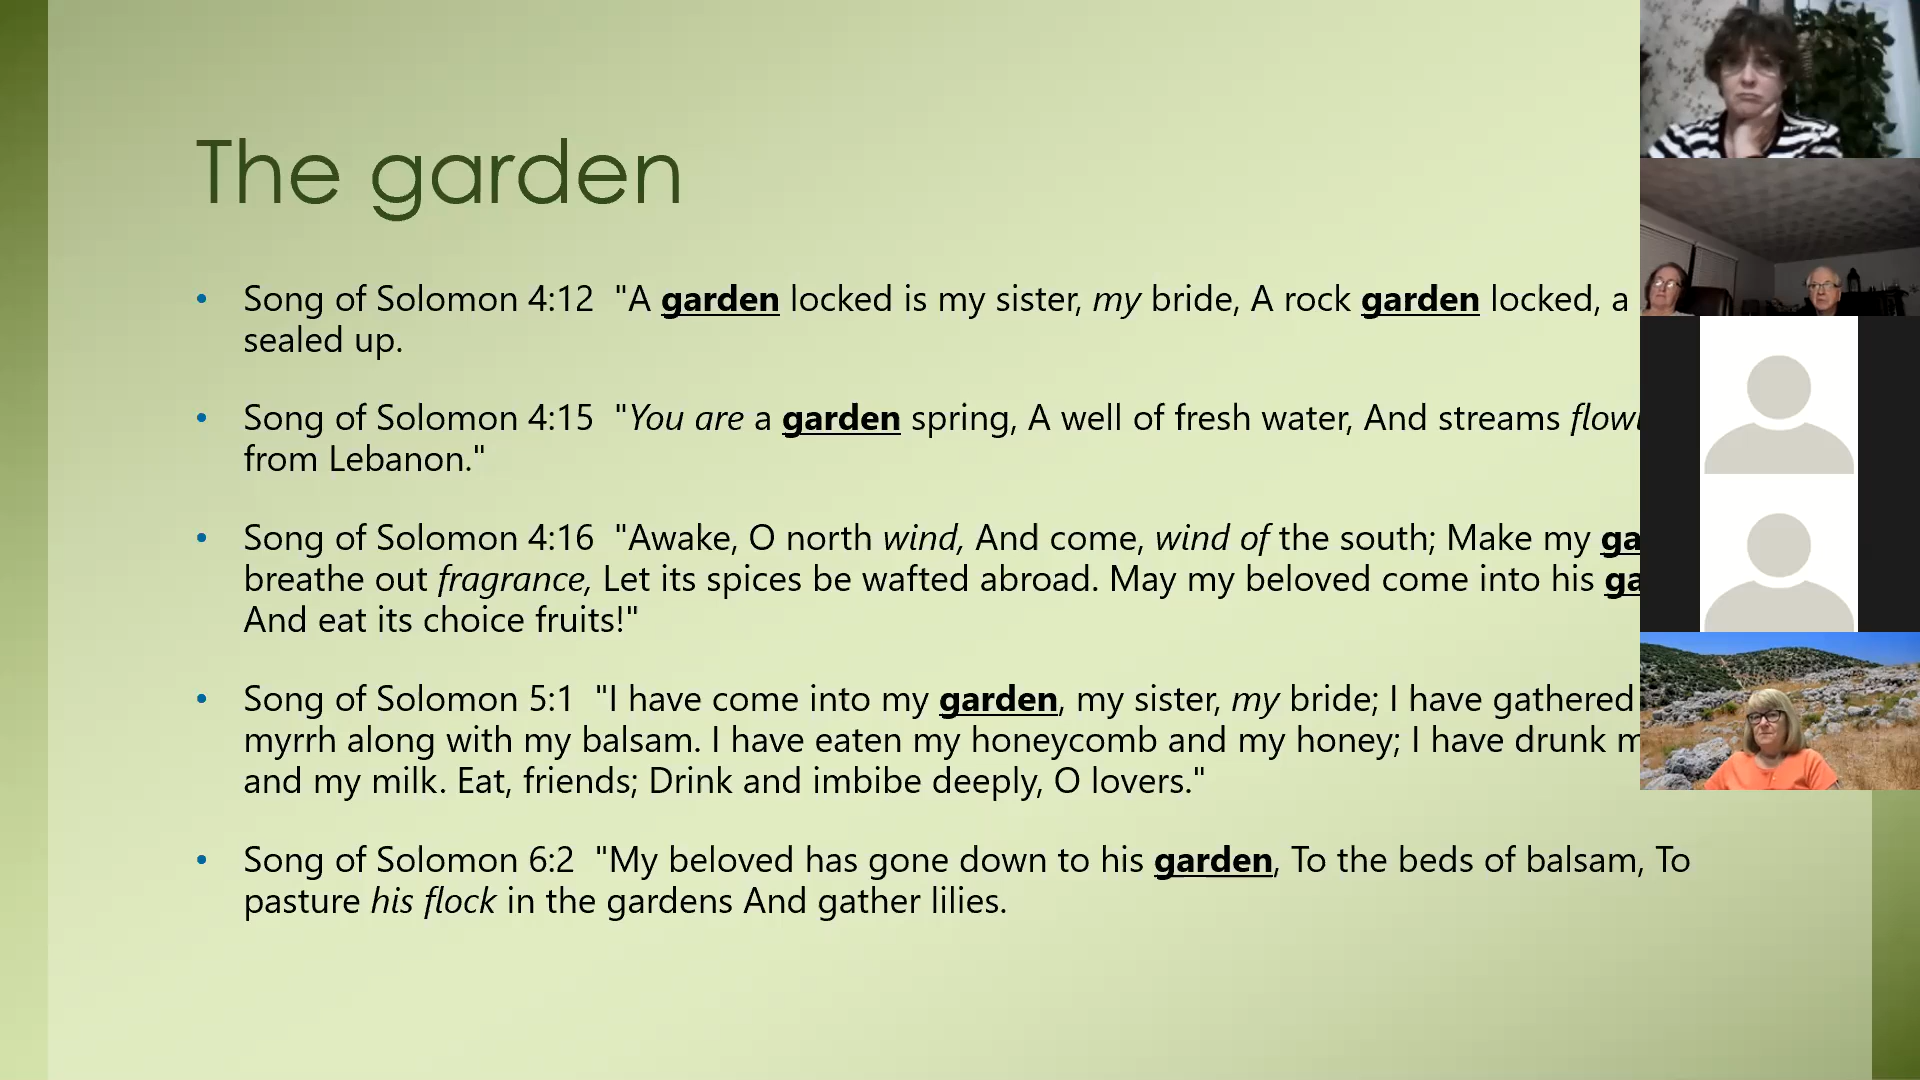 The garden
• Song of Solomon 4:12 "A garden locked is my sister, my bride, A rock garden locked, a
sealed up.
• Song of Solomon 4:15 "You are a garden spring, A well of fresh water, And streams
from Lebanon."
• Song of Solomon 4:16 "Awake, O north wind, And come, wind of the south; Make my
breathe out fragrance, Let its spices be wafted abroad. May my beloved come into his
And eat its choice fruits!"
• Song of Solomon 5:1 "I have come into my garden, my sister, my bride; I have gathered
myrrh along with my balsam. I have eaten my honeycomb and my honey; I have drunk
and my milk. Eat, friends; Drink and imbibe deeply, O lovers."
• Song of Solomon 6:2 "My beloved has gone down to his garden, To the beds of balsam, To
pasture his flock in the gardens And gather lilies.